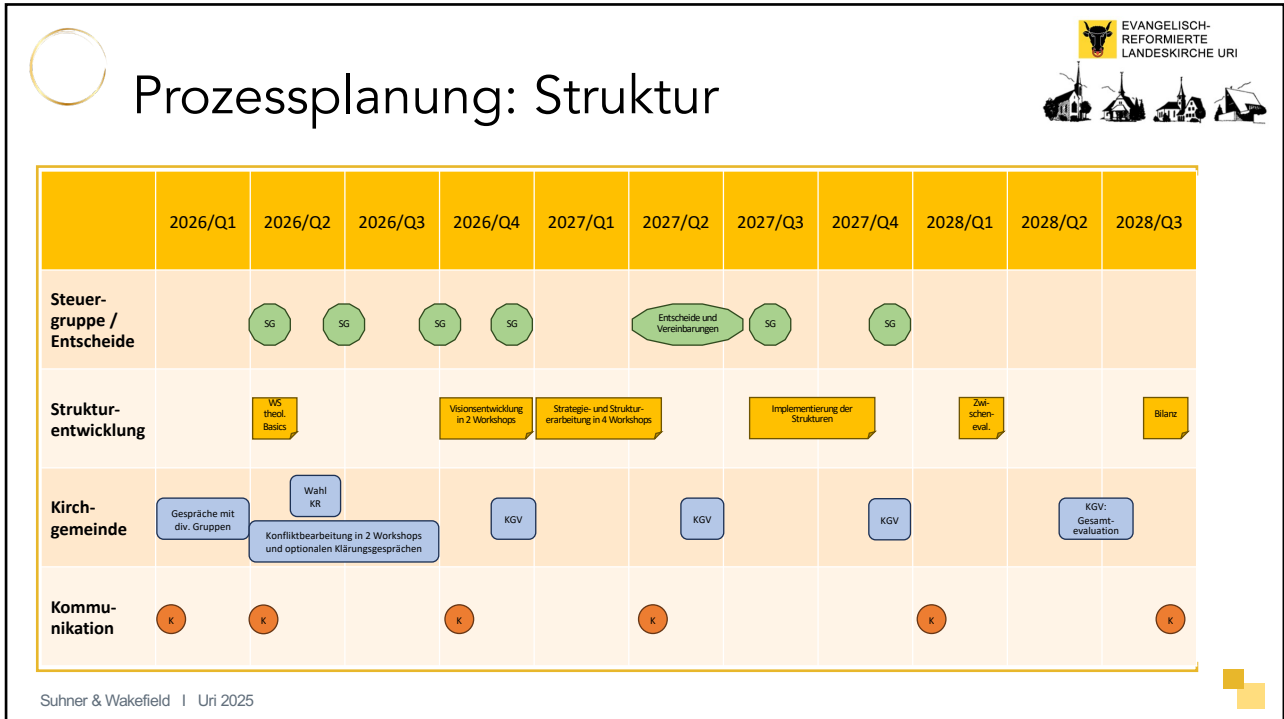 EVANGELISCH-
REFORMIERTE
LANDESKIRCHE URI
Prozessplanung: Struktur
2026/Q1 2026/Q2 2026/Q3 2026/Q4 2027/Q1 2027/Q2 2027/Q3 2027/Q4 2028/Q1 2028/Q2 2028/Q3
Steuer-
gruppe /
Entscheide
SG SG SG SG
Entscheide und
Vereinbarungen
SG SG
Struktur-
entwicklung
WS
theol.
Basics
Visionsentwicklung
in 2 Workshops
Strategie- und Struktur-
erarbeitung in 4 Workshops
Implementierung der
Strukturen
Zwi-
schen-
eval.
Bilanz
Kirch-
gemeinde
Gespräche mit
div. Gruppen
Wahl
KR
Konfliktbearbeitung in 2 Workshops
und optionalen Klärungsgesprächen
KGV KGV KGV
KGV:
Gesamt-
evaluation
Kommu-
nikation
K K K K K K
Suhner & Wakefield I Uri 2025